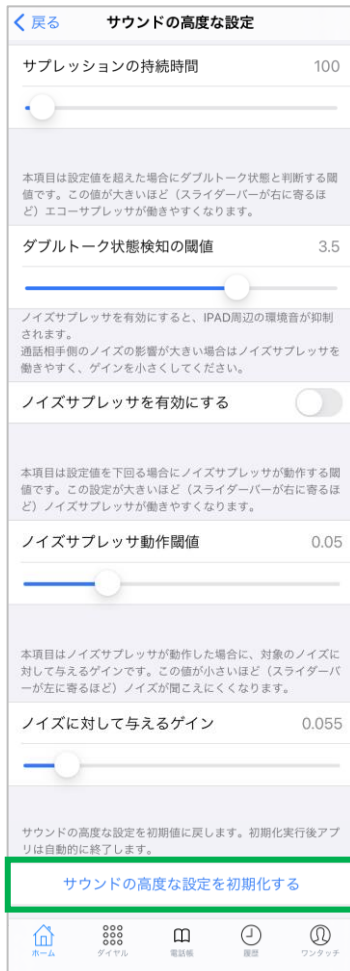 戻る サウンドの高度な設定
サプレッションの持続時間 100
本項目は設定値を超えた場合にダブルトーク状態と判断する閾
値です。この値が大きいほど（スライダーバーが右に寄るほ
ど）エコーサプレッサが働きやすくなります。
ダブルトーク状態検知の閾値 3.5
ノイズサプレッサを有効にすると、IPAD周辺の環境音が抑制
されます。
通話相手側のノイズの影響が大きい場合はノイズサプレッサを
働きやすく、ゲインを小さくしてください。
ノイズサプレッサを有効にする
本項目は設定値を下回る場合にノイズサプレッサが動作する閾
値です。この設定が大きいほど（スライダーバーが右に寄るほ
ど）ノイズサプレッサが働きやすくなります。
ノイズサプレッサ動作閾値 0.05
本項目はノイズサプレッサが動作した場合に、対象のノイズに
対して与えるゲインです。この値が小さいほど（スライダーバ
ーが左に寄るほど）ノイズが聞こえにくくなります。
ノイズに対して与えるゲイン 0.055
サウンドの高度な設定を初期値に戻します。初期化実行後アプ
リは自動的に終了します。
サウンドの高度な設定を初期化する
ホーム ダイヤル 電話帳 履歴 ワンタッチ